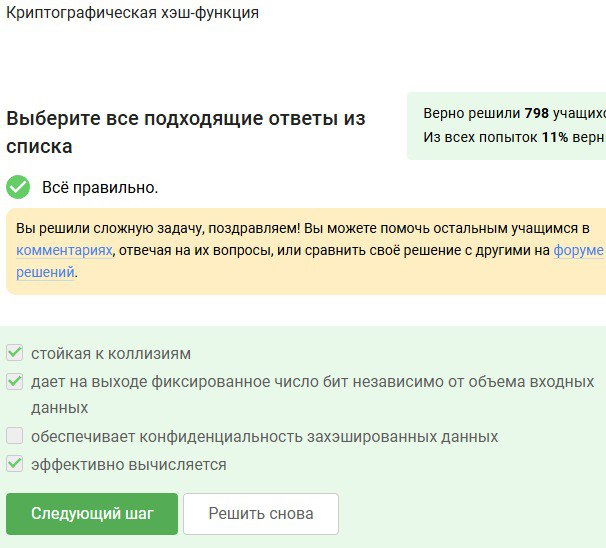 Криптографическая хэш-функция
Выберите все подходящие ответы из
списка
Верно решили 798 учащихс
Из всех попыток 11% верн
Всё правильно.
Вы решили сложную задачу, поздравляем! Вы можете помочь остальным учащимся в
комментариях, отвечая на их вопросы, или сравнить своё решение с другими на форуме
решений.
стойкая к коллизиям
дает на выходе фиксированное число бит независимо от объема входных
данных
обеспечивает конфиденциальность захэшированных данных
эффективно вычисляется
Следующий шаг
Решить снова